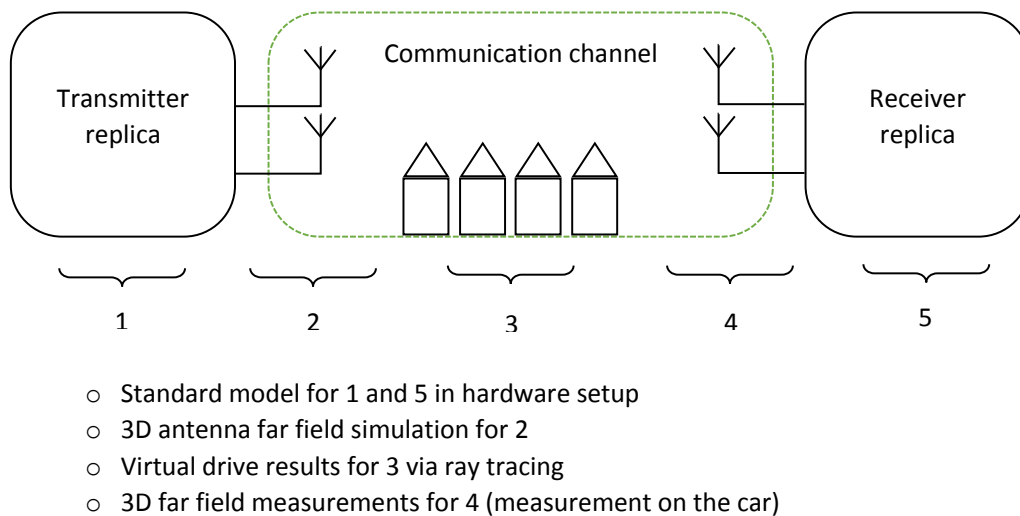 Communication channel
Transmitter
replica
Receiver
replica
1 2 3 4 5
o Standard model for 1 and 5 in hardware setup
o 3D antenna far field simulation for 2
o Virtual drive results for 3 via ray tracing
o 3D far field measurements for 4 (measurement on the car)